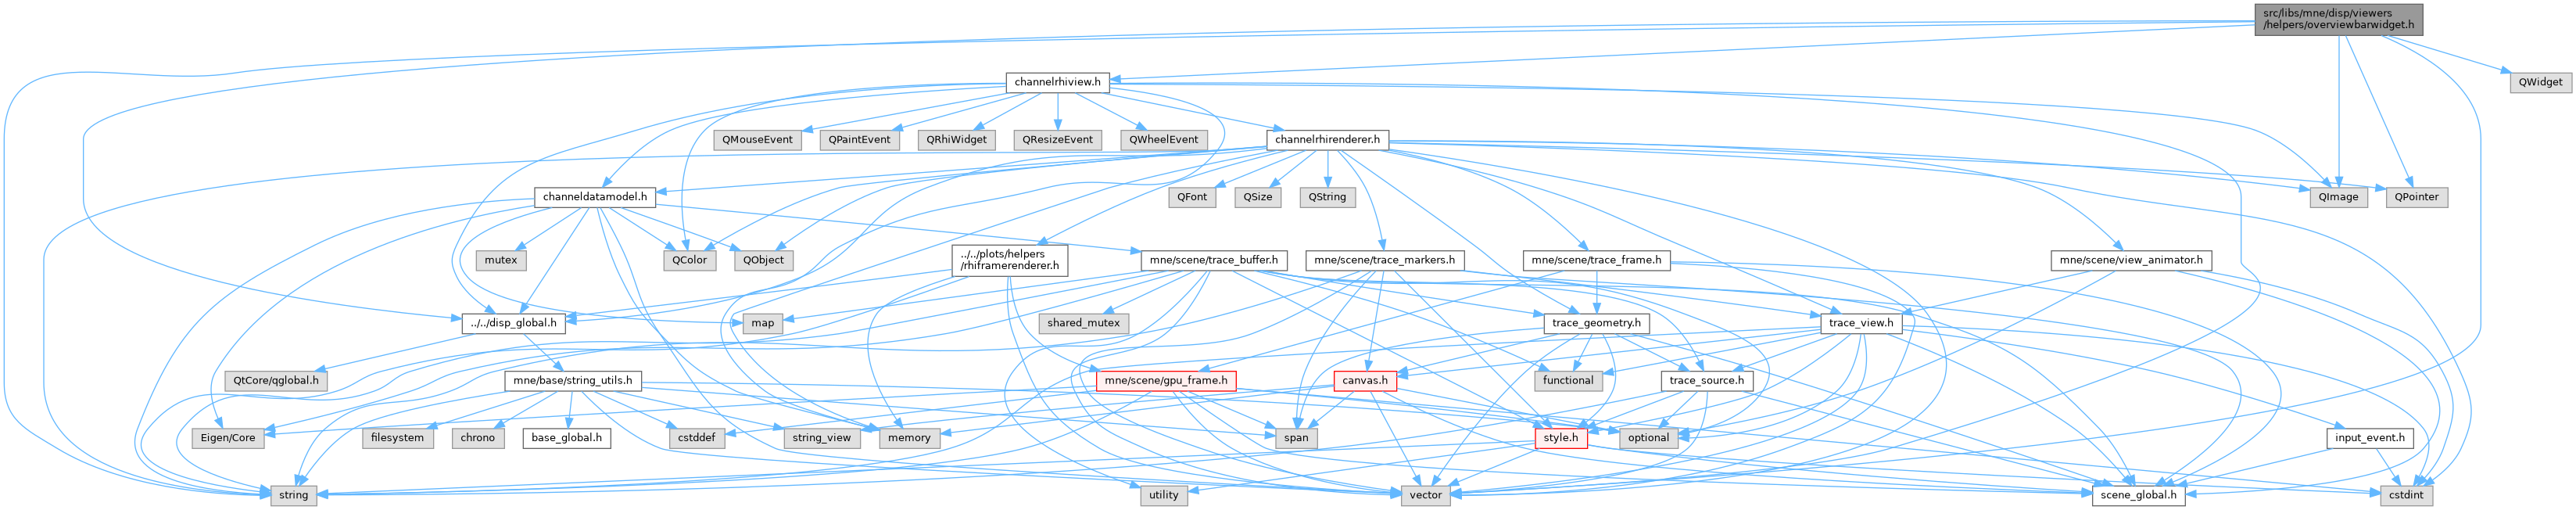 src/libs/mne/disp/viewers
/helpers/overviewbarwidget.h
channelrhiview.h
QWidget
QMouseEvent
QPaintEvent
QRhiWidget
QResizeEvent
QWheelEvent
channelrhirenderer.h
channeldatamodel.h
QFont
QSize
QString
QImage
QPointer
mutex
QColor
QObject
../../plots/helpers
/rhiframerenderer.h
mne/scene/trace_buffer.h
mne/scene/trace_markers.h
mne/scene/trace_frame.h
mne/scene/view_animator.h
../../disp_global.h
map
shared_mutex
trace_geometry.h
trace_view.h
QtCore/qglobal.h
mne/base/string_utils.h
mne/scene/gpu_frame.h
canvas.h
functional
trace_source.h
Eigen/Core
filesystem
chrono
base_global.h
cstddef
string_view
memory
span
style.h
optional
input_event.h
string
utility
vector
scene_global.h
cstdint